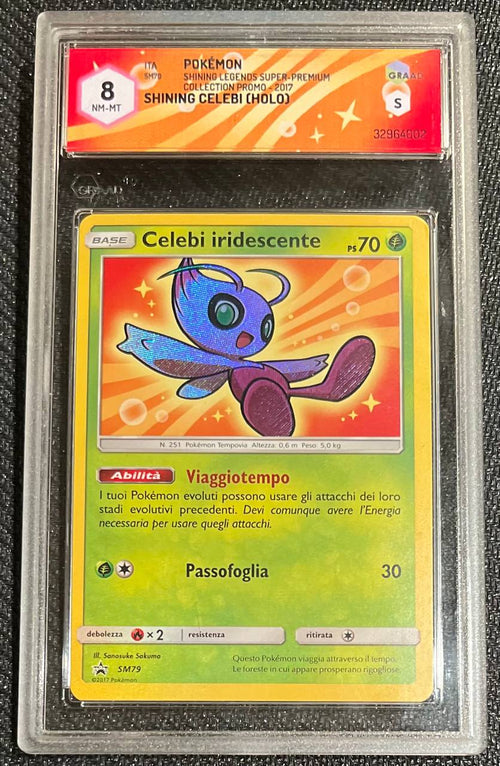 ITA
SM79
POKÉMON
SHINING LEGENDS SUPER-PREMIUM
COLLECTION PROMO - 2017
SHINING CELEBI (HOLO)
8
NM-MT
GRAAD
S
32964002
GRAAD
BASE Celebi iridescente PS 70
N. 251 Pokémon Tempovia Altezza: 0,6 m Peso: 5,0 kg
Abilità Viaggiotempo
I tuoi Pokémon evoluti possono usare gli attacchi dei loro
stadi evolutivi precedenti. Devi comunque avere l'Energia
necessaria per usare quegli attacchi.
Passofoglia 30
debolezza ×2 resistenza ritirata
Ill. Sanosuke Sakuma
SM79
©2017 Pokémon
Questo Pokémon viaggia attraverso il tempo.
Le foreste in cui appare prosperano rigogliose.